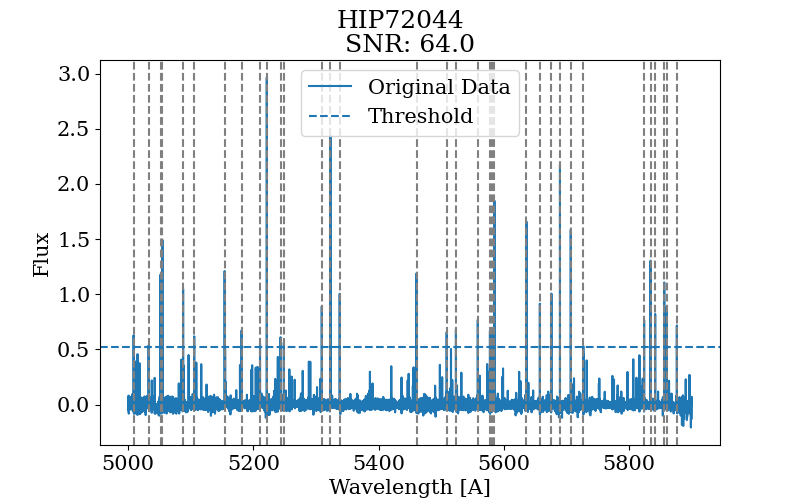 HIP72044
SNR: 64.0
Original Data
Threshold
Flux
3.0
2.5
2.0
1.5
1.0
0.5
0.0
5000 5200 5400 5600 5800
Wavelength [A]